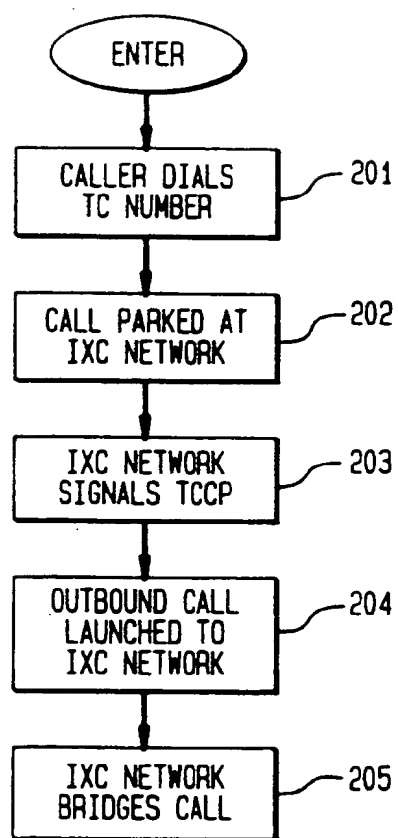 ENTER
CALLER DIALS
TC NUMBER
201
CALL PARKED AT
IXC NETWORK
202
IXC NETWORK
SIGNALS TCCP
203
OUTBOUND CALL
LAUNCHED TO
IXC NETWORK
204
IXC NETWORK
BRIDGES CALL
205